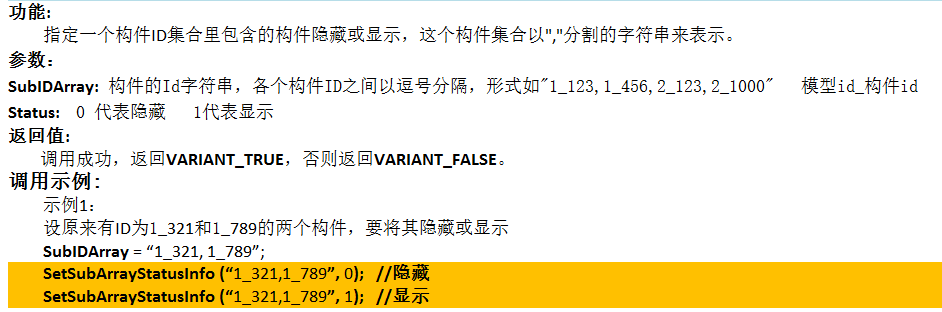 功能:
指定一个构件ID集合里包含的构件隐藏或显示，这个构件集合以","分割的字符串来表示。
参数：
SubIDArray: 构件的Id字符串，各个构件ID之间以逗号分隔，形式如"1_123,1_456,2_123,2_1000" 模型id_构件id
Status: 0 代表隐藏 1代表显示
返回值:
调用成功，返回VARIANT_TRUE，否则返回VARIANT_FALSE。
调用示例:
示例1:
设原来有ID为1_321和1_789的两个构件，要将其隐藏或显示
SubIDArray = “1_321, 1_789”;
SetSubArrayStatusInfo (“1_321,1_789”, 0); //隐藏
SetSubArrayStatusInfo (“1_321,1_789”, 1); //显示